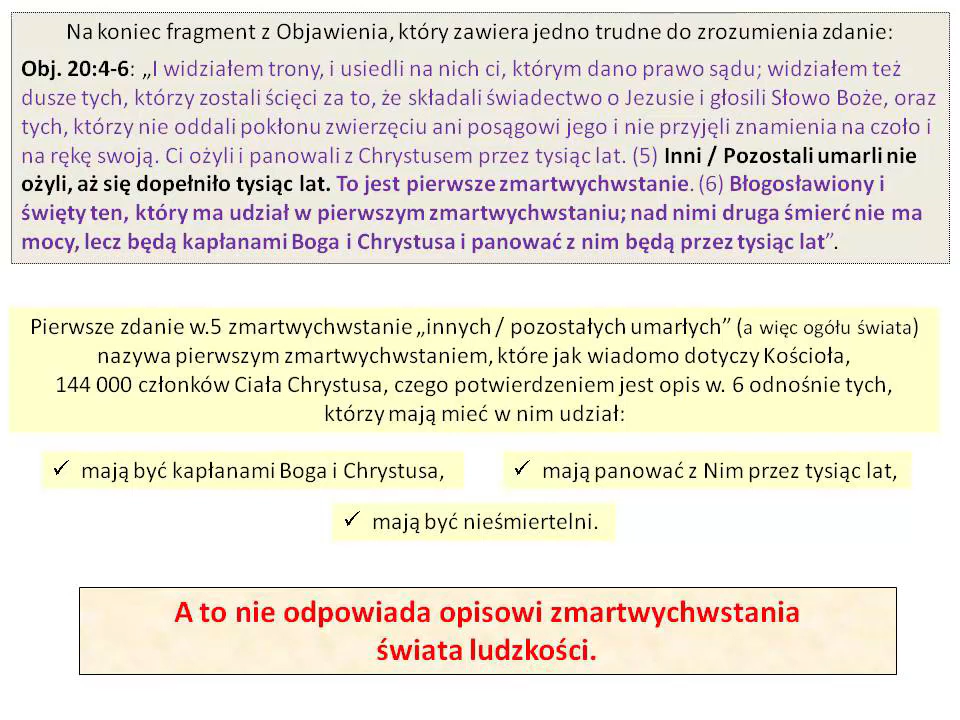 Na koniec fragment z Objawienia, który zawiera jedno trudne do zrozumienia zdanie:
Obj. 20:4-6: „I widziałem trony, i usiedli na nich ci, którym dano prawo sądu; widziałem też
dusze tych, którzy zostali ścięci za to, że składali świadectwo o Jezusie i głosili Słowo Boże, oraz
tych, którzy nie oddali pokłonu zwierzęciu ani posągowi jego i nie przyjęli znamienia na czoło i
na rękę swoją. Ci ożyli i panowali z Chrystusem przez tysiąc lat. (5) Inni / Pozostali umarli nie
ożyli, aż się dopełniło tysiąc lat. To jest pierwsze zmartwychwstanie. (6) Błogosławiony i
święty ten, który ma udział w pierwszym zmartwychwstaniu; nad nimi druga śmierć nie ma
mocy, lecz będą kapłanami Boga i Chrystusa i panować z nim będą przez tysiąc lat”.
Pierwsze zdanie w.5 zmartwychwstanie „innych / pozostałych umarłych” (a więc ogółu świata)
nazywa pierwszym zmartwychwstaniem, które jak wiadomo dotyczy Kościoła,
144 000 członków Ciała Chrystusa, czego potwierdzeniem jest opis w. 6 odnośnie tych,
którzy mają mieć w nim udział:
✓ mają być kapłanami Boga i Chrystusa,
✓ mają panować z Nim przez tysiąc lat,
✓ mają być nieśmiertelni.
A to nie odpowiada opisowi zmartwychwstania
świata ludzkości.